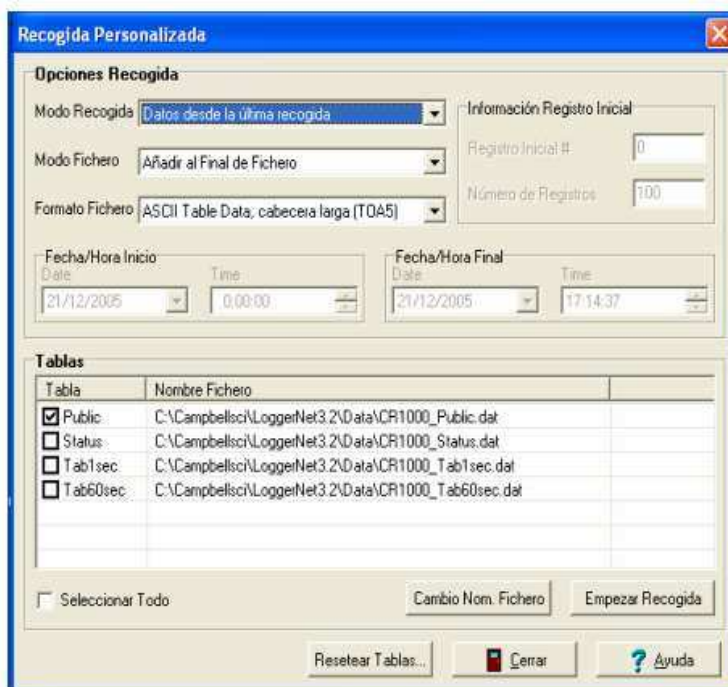 Recogida Personalizada
Opciones Recogida
Modo Recogida Datos desde la última recogida
Modo Fichero Añadir al Final de Fichero
Formato Fichero ASCII Table Data, cabecera larga (TOA5)
Información Registro Inicial
Registro Inicial # 0
Número de Registros 100
Fecha/Hora Inicio
Date Time
21/12/2005 0:00:00
Fecha/Hora Final
Date Time
21/12/2005 17:14:37
Tablas
Tabla Nombre Fichero
Public C:\Campbellsci\LoggerNet3.2\Data\CR1000_Public.dat
Status C:\Campbellsci\LoggerNet3.2\Data\CR1000_Status.dat
Tab1sec C:\Campbellsci\LoggerNet3.2\Data\CR1000_Tab1sec.dat
Tab60sec C:\Campbellsci\LoggerNet3.2\Data\CR1000_Tab60sec.dat
Seleccionar Todo Cambio Nom. Fichero Empezar Recogida
Resetear Tablas... Cerrar ? Ayuda